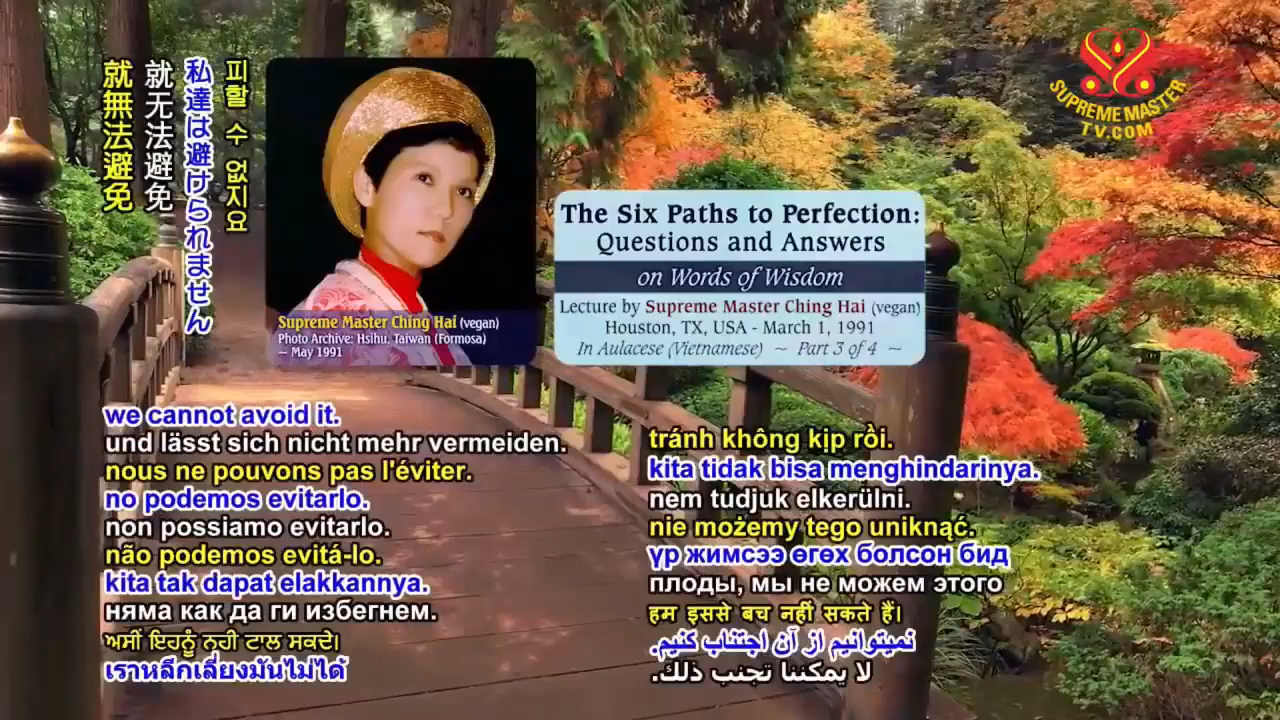 피할 수 없지요
私達は避けられません
就无法避免
就無法避免
SUPREME MASTER
TV.COM
Supreme Master Ching Hai (vegan)
Photo Archive: Hsihu, Taiwan (Formosa)
~ May 1991
The Six Paths to Perfection:
Questions and Answers
on Words of Wisdom
Lecture by Supreme Master Ching Hai (vegan)
Houston, TX, USA - March 1, 1991
In Aulacese (Vietnamese) ~ Part 3 of 4 ~
we cannot avoid it.
und lässt sich nicht mehr vermeiden.
nous ne pouvons pas l'éviter.
no podemos evitarlo.
non possiamo evitarlo.
não podemos evitá-lo.
kita tak dapat elakkannya.
няма как да ги избегнем.
ਅਸੀਂ ਇਹਨੂੰ ਨਹੀ ਟਾਲ ਸਕਦੇ।
เราหลีกเลี่ยงมันไม่ได้
tránh không kịp rồi.
kita tidak bisa menghindarinya.
nem tudjuk elkerülni.
nie możemy tego uniknąć.
үр жимсээ өгөх болсон бид
плоды, мы не можем этого
हम इससे बच नहीं सकते हैं।
نمیتوانیم از آن اجتناب کنیم.
لا يمكننا تجنب ذلك.